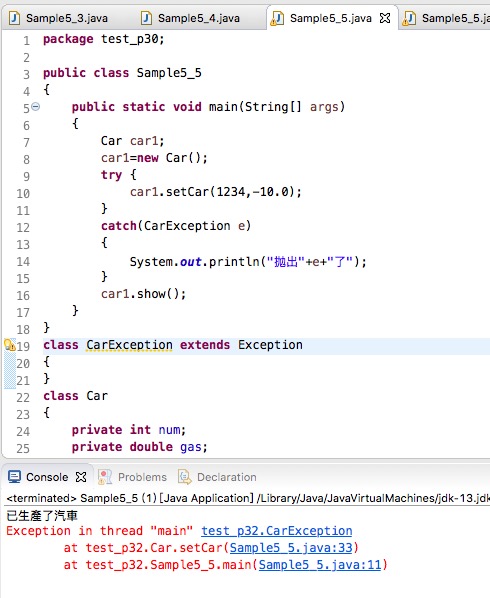 Sample5_3.java Sample5_4.java Sample5_5.java Sample5_5.j
1 package test_p30;
2
3 public class Sample5_5
4 {
5 public static void main(String[] args)
6 {
7 Car car1;
8 car1=new Car();
9 try {
10 car1.setCar(1234,-10.0);
11 }
12 catch(CarException e)
13 {
14 System.out.println("拋出"+e+"了");
15 }
16 car1.show();
17 }
18 }
19 class CarException extends Exception
20 {
21 }
22 class Car
23 {
24 private int num;
25 private double gas;
Console Problems Declaration
<terminated> Sample5_5 (1) [Java Application] /Library/Java/JavaVirtualMachines/jdk-13.jdk
已生產了汽車
Exception in thread "main" test_p32.CarException
at test_p32.Car.setCar(Sample5_5.java:33)
at test_p32.Sample5_5.main(Sample5_5.java:11)